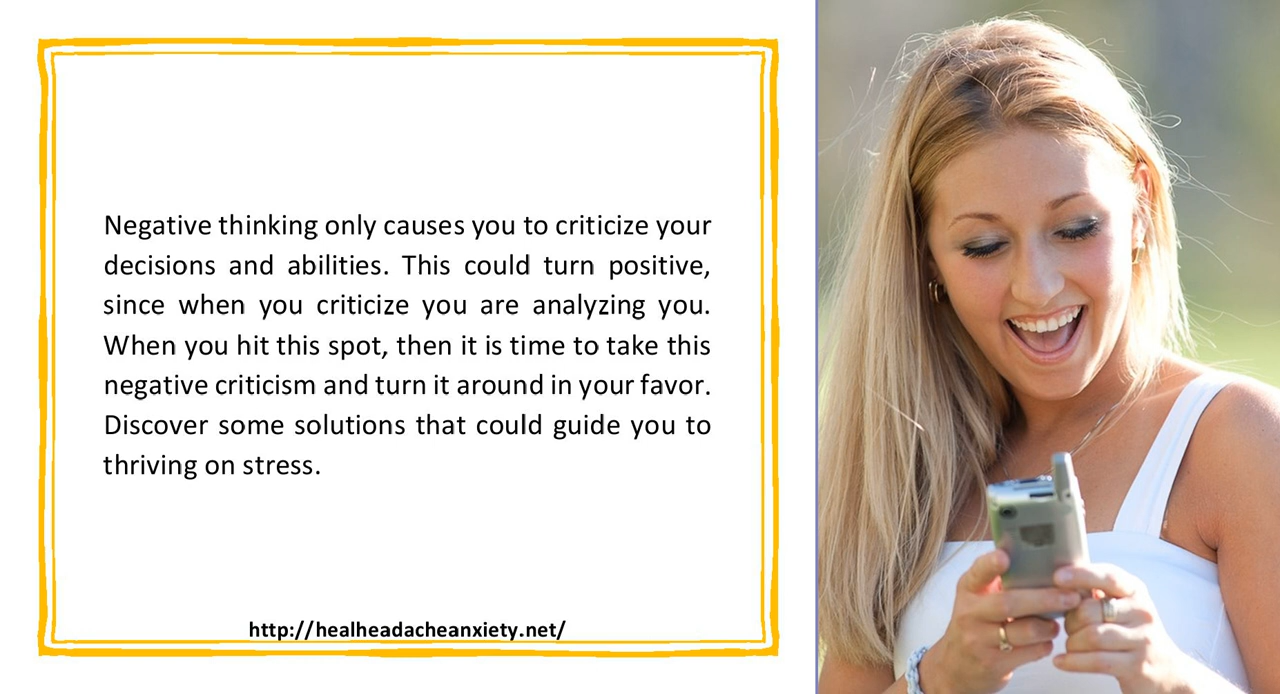 Negative thinking only causes you to criticize your
decisions and abilities. This could turn positive,
since when you criticize you are analyzing you.
When you hit this spot, then it is time to take this
negative criticism and turn it around in your favor.
Discover some solutions that could guide you to
thriving on stress.
http://healheadacheanxiety.net/